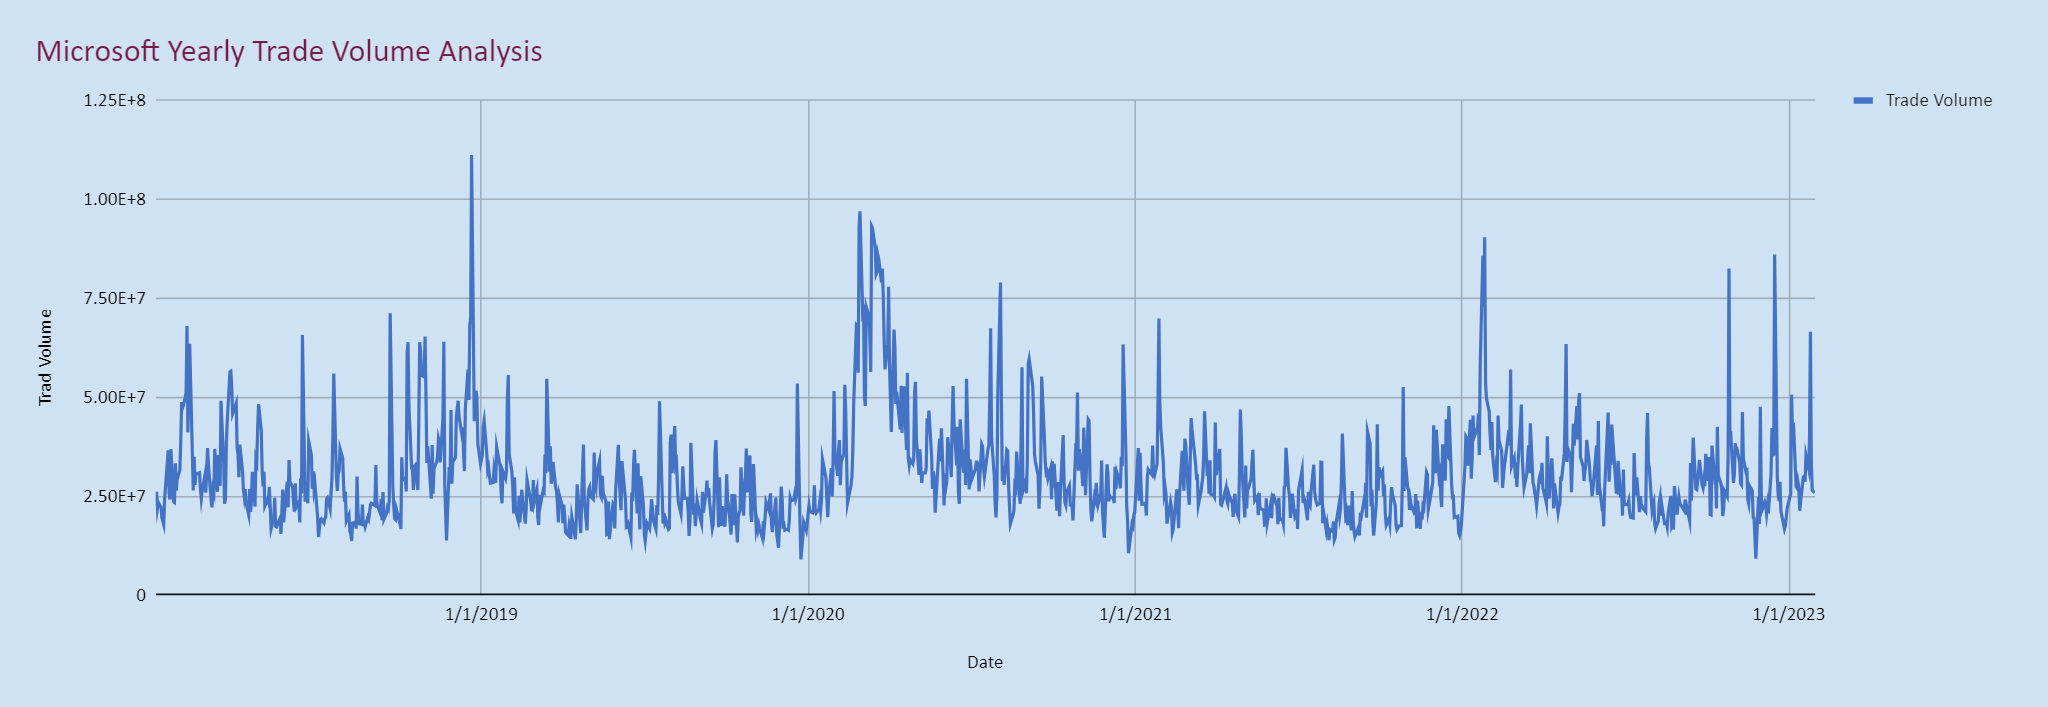 Microsoft Yearly Trade Volume Analysis
Trade Volume
1.25E+8
1.00E+8
7.50E+7
5.00E+7
2.50E+7
0
Trad Volume
1/1/2019
1/1/2020
1/1/2021
1/1/2022
1/1/2023
Date